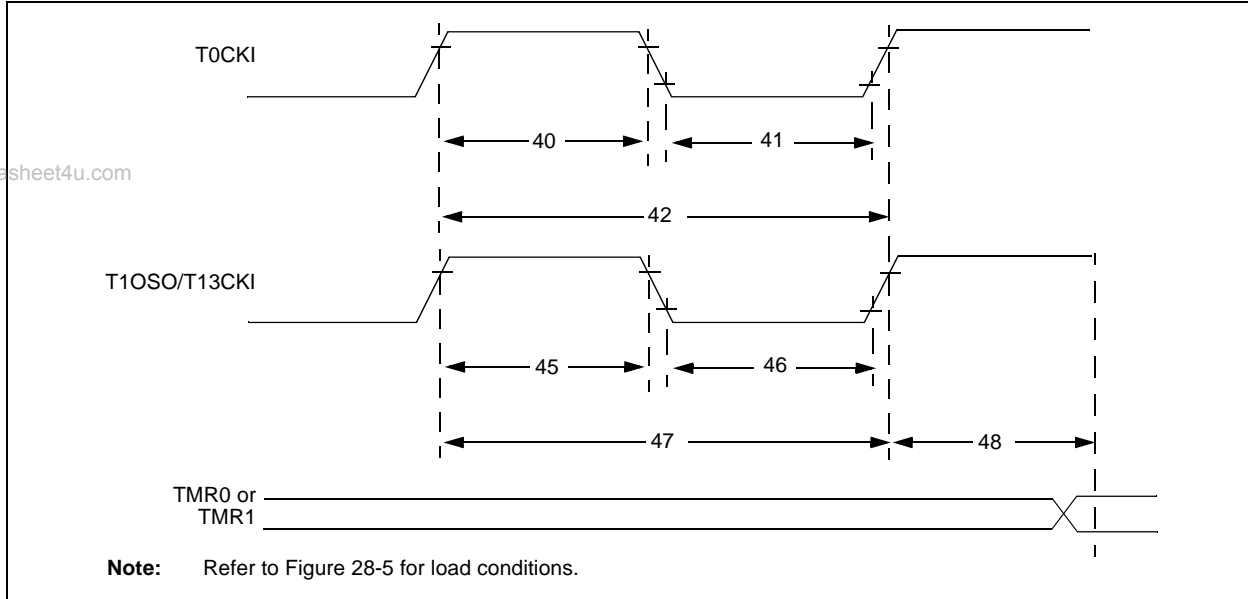 T0CKI
40
41
asheet4u.com
42
T1OSO/T13CKI
45
46
47
48
TMR0 or
TMR1
Note: Refer to Figure 28-5 for load conditions.